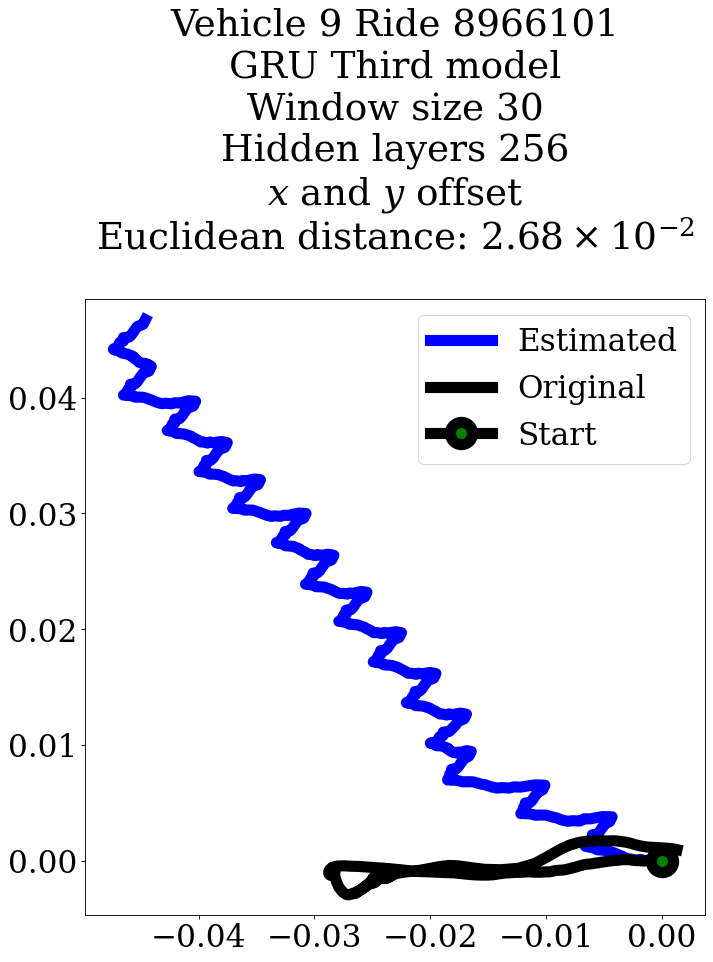 Vehicle 9 Ride 8966101
GRU Third model
Window size 30
Hidden layers 256
x and y offset
Euclidean distance: 2.68 × 10⁻²
Estimated
Original
Start
0.04
0.03
0.02
0.01
0.00
−0.04 −0.03 −0.02 −0.01 0.00